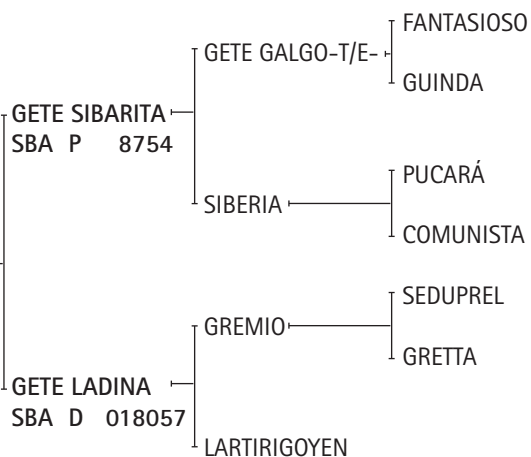 FANTASIOSO
GETE GALGO-T/E-
GUINDA
GETE SIBARITA
SBA P 8754
PUCARÁ
SIBERIA
COMUNISTA
SEDUPREL
GREMIO
GRETTA
GETE LADINA
SBA D 018057
LARTIRIGOYEN